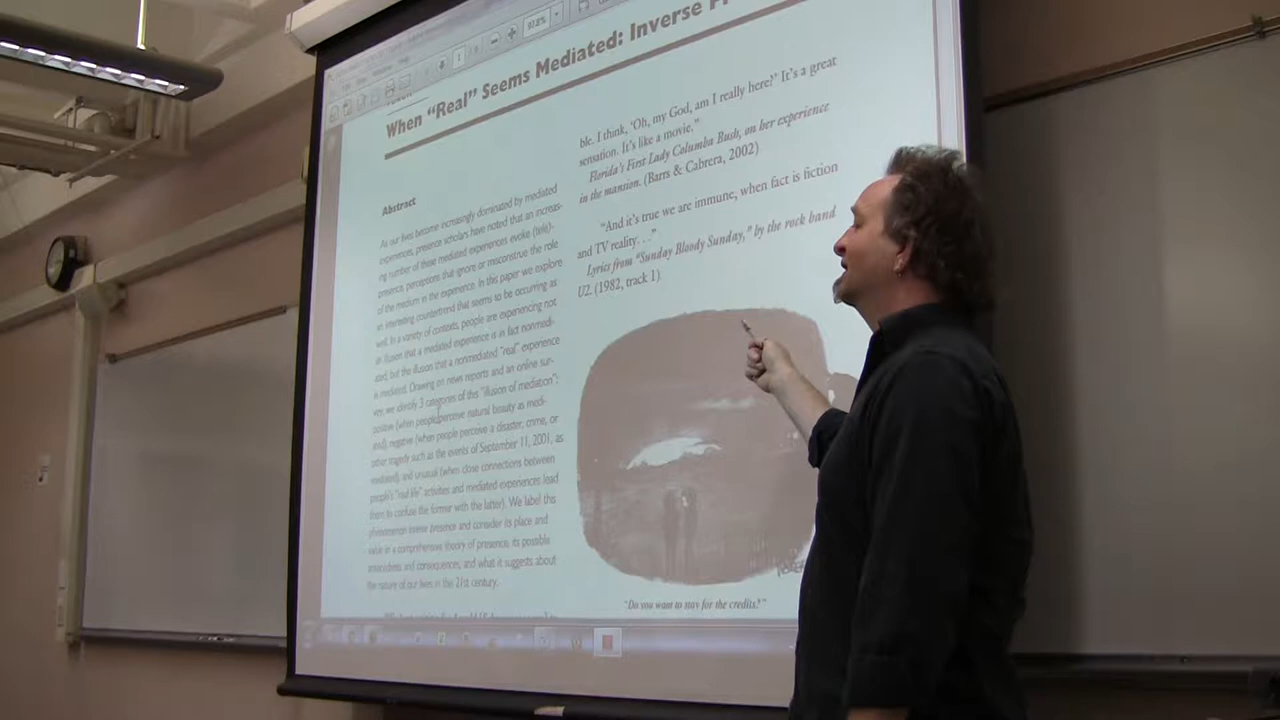 When "Real" Seems Mediated: Inverse
Abstract
As our lives become increasingly dominated by mediated
experiences, presence scholars have noted that an increas-
ing number of these mediated experiences evoke (tele)-
presence, perceptions that ignore or misconstrue the role
of the medium in the experience. In this paper we explore
an interesting countertrend that seems to be occurring as
well. In a variety of contexts, people are experiencing not
an illusion that a mediated experience is in fact nonmedi-
ated, but the illusion that a nonmediated "real" experience
is mediated. Drawing on news reports and an online sur-
vey, we identify 3 categories of this "illusion of mediation":
positive (when people perceive natural beauty as medi-
ated), negative (when people perceive a disaster, crime, or
other tragedy such as the events of September 11, 2001, as
mediated), and unusual (when close connections between
people's "real life" activities and mediated experiences lead
them to confuse the former with the latter). We label this
phenomenon inverse presence and consider its place and
value in a comprehensive theory of presence, its possible
antecedents and consequences, and what it suggests about
the nature of our lives in the 21st century.
ble. I think, 'Oh, my God, am I really here?' It's a great
sensation. It's like a movie."
Florida's First Lady Columba Bush, on her experience
in the mansion. (Barrs & Cabrera, 2002)
"And it's true we are immune, when fact is fiction
and TV reality. . ."
Lyrics from "Sunday Bloody Sunday," by the rock band
U2. (1982, track 1)
"Do you want to stay for the credits?"